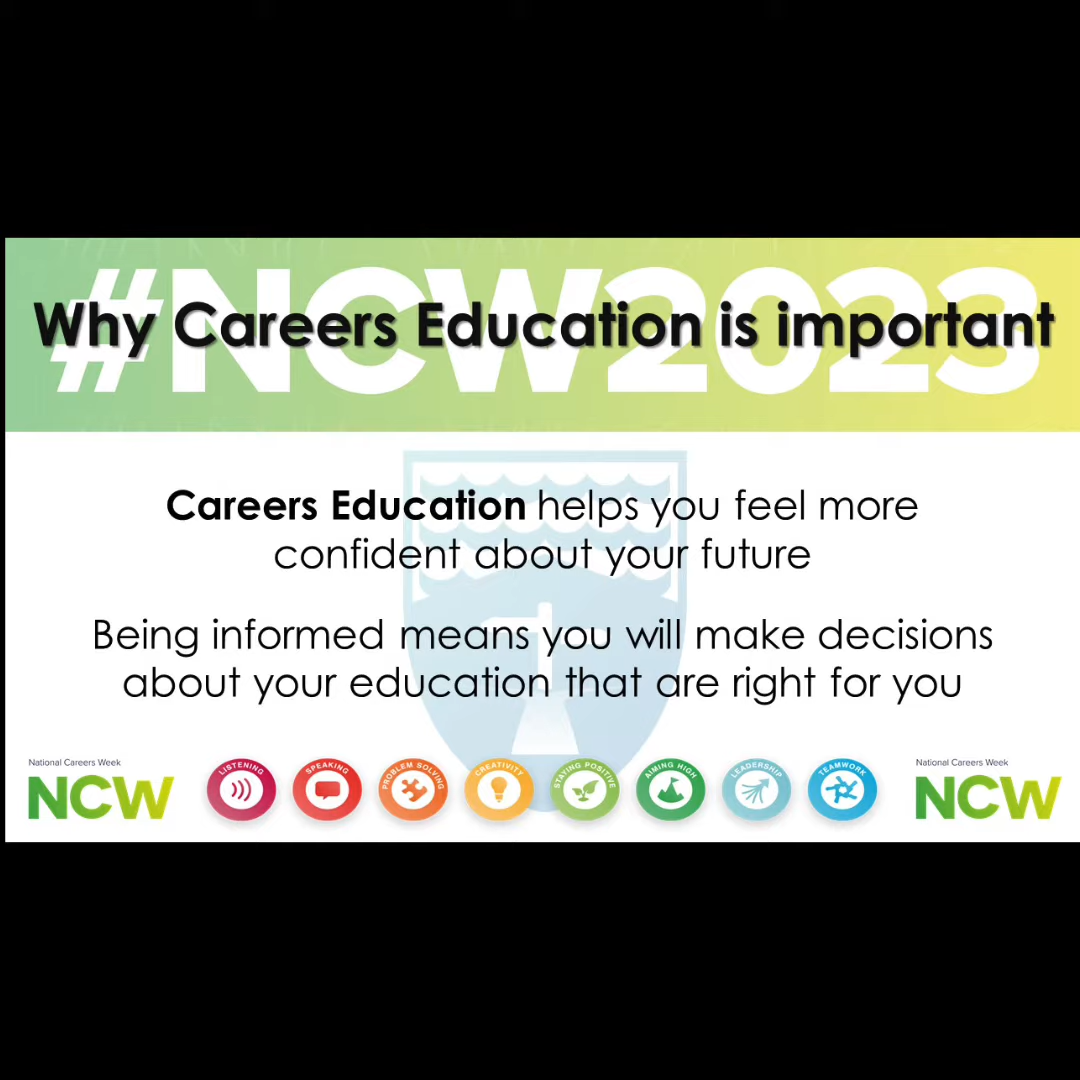 #NCW2023
Why Careers Education is important
Careers Education helps you feel more
confident about your future
Being informed means you will make decisions
about your education that are right for you
National Careers Week
NCW
LISTENING
SPEAKING
PROBLEM SOLVING
CREATIVITY
STAYING POSITIVE
AIMING HIGH
LEADERSHIP
TEAMWORK
National Careers Week
NCW